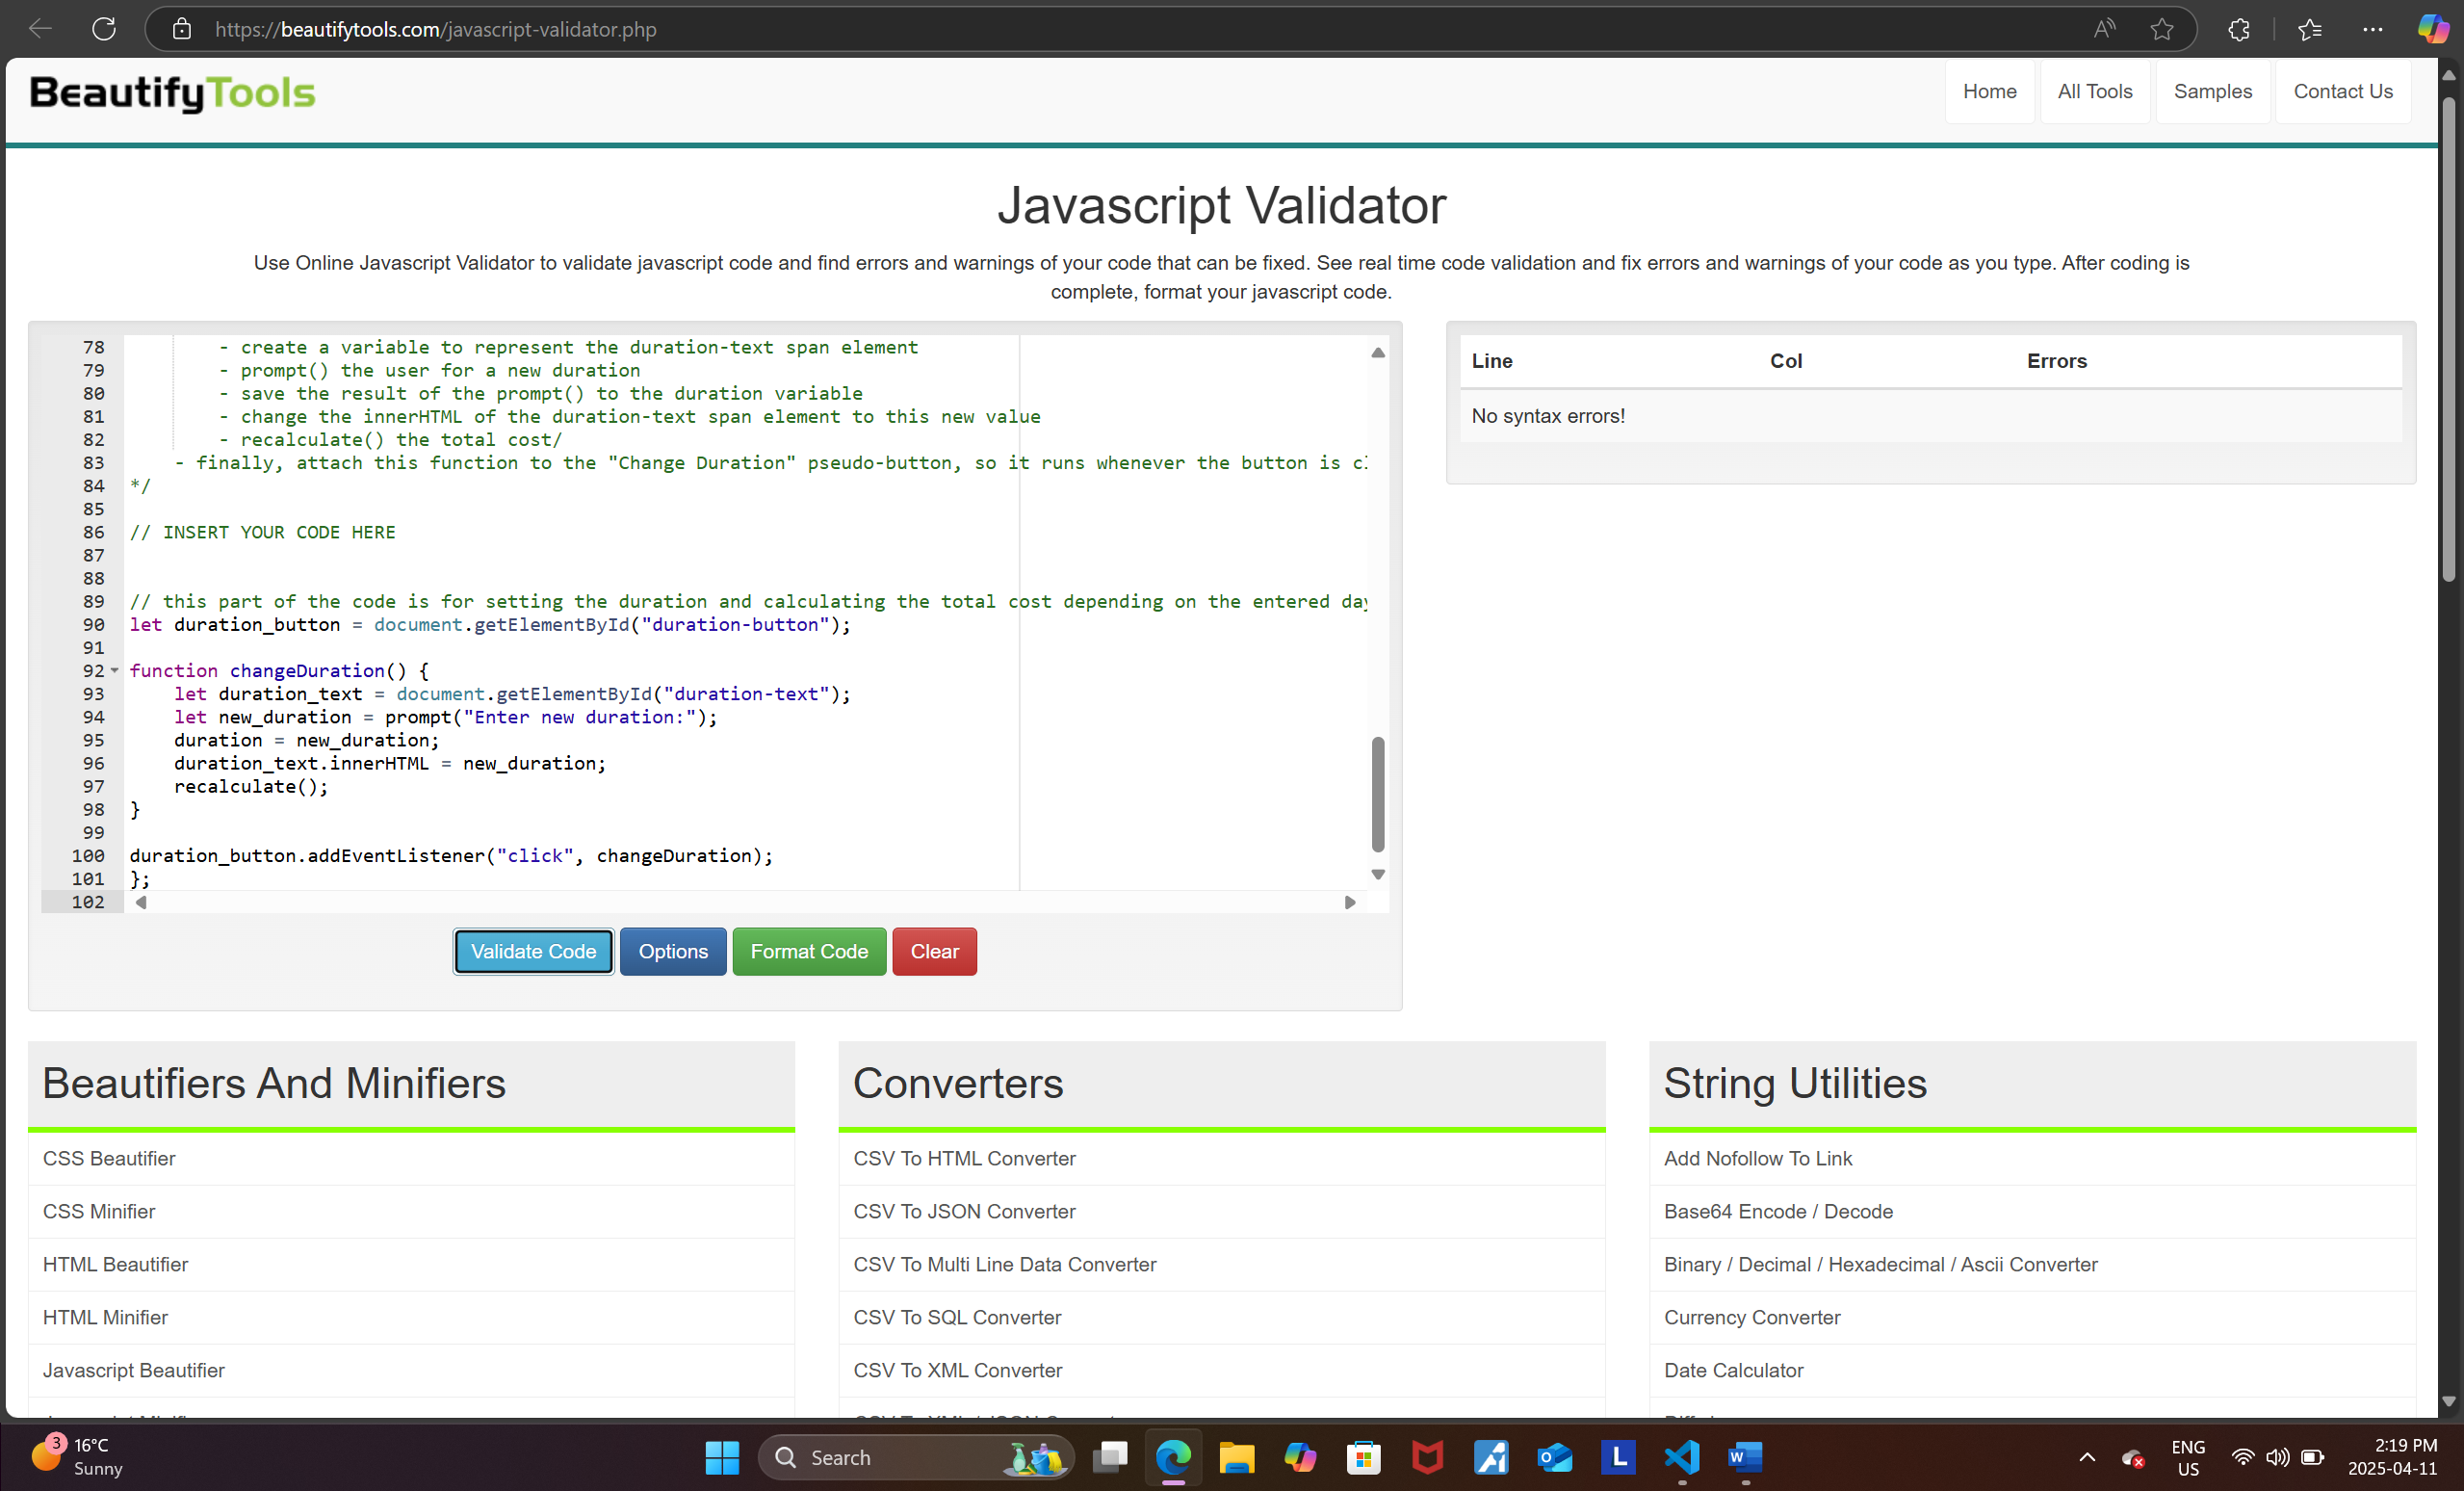 https://beautifytools.com/javascript-validator.php
BeautifyTools
Home
All Tools
Samples
Contact Us
Javascript Validator
Use Online Javascript Validator to validate javascript code and find errors and warnings of your code that can be fixed. See real time code validation and fix errors and warnings of your code as you type. After coding is
complete, format your javascript code.
78 - create a variable to represent the duration-text span element
79 - prompt() the user for a new duration
80 - save the result of the prompt() to the duration variable
81 - change the innerHTML of the duration-text span element to this new value
82 - recalculate() the total cost/
83 - finally, attach this function to the "Change Duration" pseudo-button, so it runs whenever the button is
84 */
85
86 // INSERT YOUR CODE HERE
87
88
89 // this part of the code is for setting the duration and calculating the total cost depending on the entered
90 let duration_button = document.getElementById("duration-button");
91
92 function changeDuration() {
93 let duration_text = document.getElementById("duration-text");
94 let new_duration = prompt("Enter new duration:");
95 duration = new_duration;
96 duration_text.innerHTML = new_duration;
97 recalculate();
98 }
99
100 duration_button.addEventListener("click", changeDuration);
101 };
102
Line Col Errors
No syntax errors!
Validate Code
Options
Format Code
Clear
Beautifiers And Minifiers
CSS Beautifier
CSS Minifier
HTML Beautifier
HTML Minifier
Javascript Beautifier
Converters
CSV To HTML Converter
CSV To JSON Converter
CSV To Multi Line Data Converter
CSV To SQL Converter
CSV To XML Converter
String Utilities
Add Nofollow To Link
Base64 Encode / Decode
Binary / Decimal / Hexadecimal / Ascii Converter
Currency Converter
Date Calculator
3
16°C
Sunny
Search
ENG
US
2:19 PM
2025-04-11